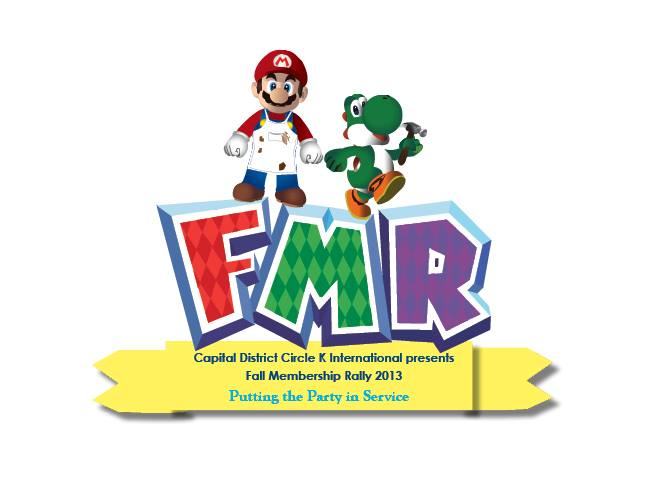 M
FMR
Capital District Circle K International presents
Fall Membership Rally 2013
Putting the Party in Service